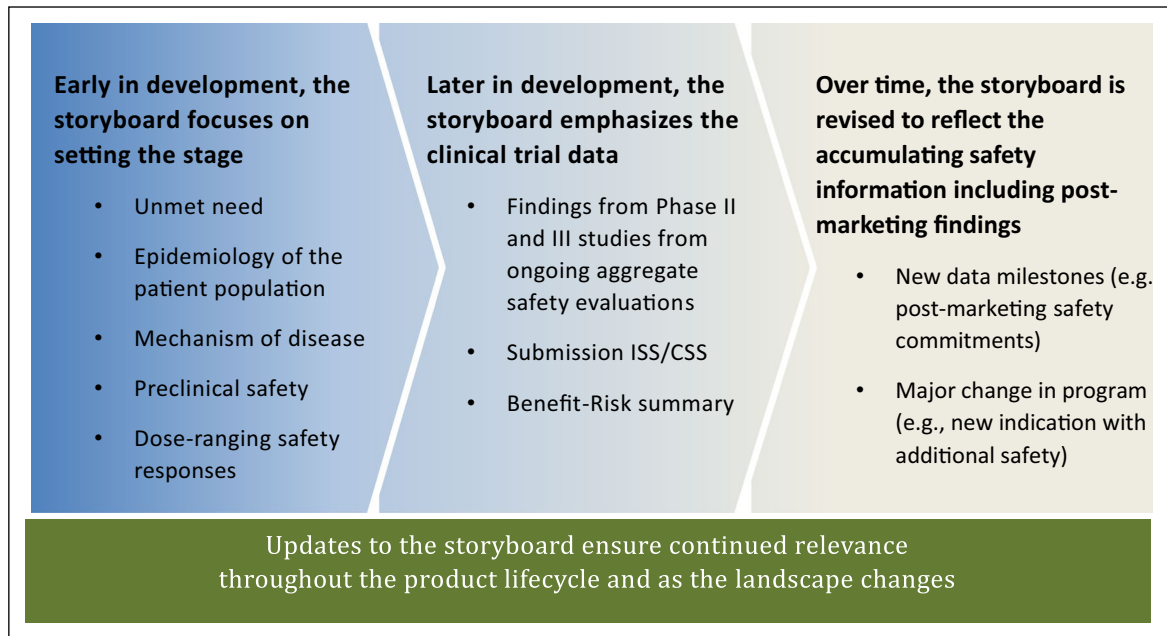 Early in development, the
storyboard focuses on
setting the stage
• Unmet need
• Epidemiology of the
patient population
• Mechanism of disease
• Preclinical safety
• Dose-ranging safety
responses
Later in development, the
storyboard emphasizes the
clinical trial data
• Findings from Phase II
and III studies from
ongoing aggregate
safety evaluations
• Submission ISS/CSS
• Benefit-Risk summary
Over time, the storyboard is
revised to reflect the
accumulating safety
information including post-
marketing findings
• New data milestones (e.g.
post-marketing safety
commitments)
• Major change in program
(e.g., new indication with
additional safety)
Updates to the storyboard ensure continued relevance
throughout the product lifecycle and as the landscape changes